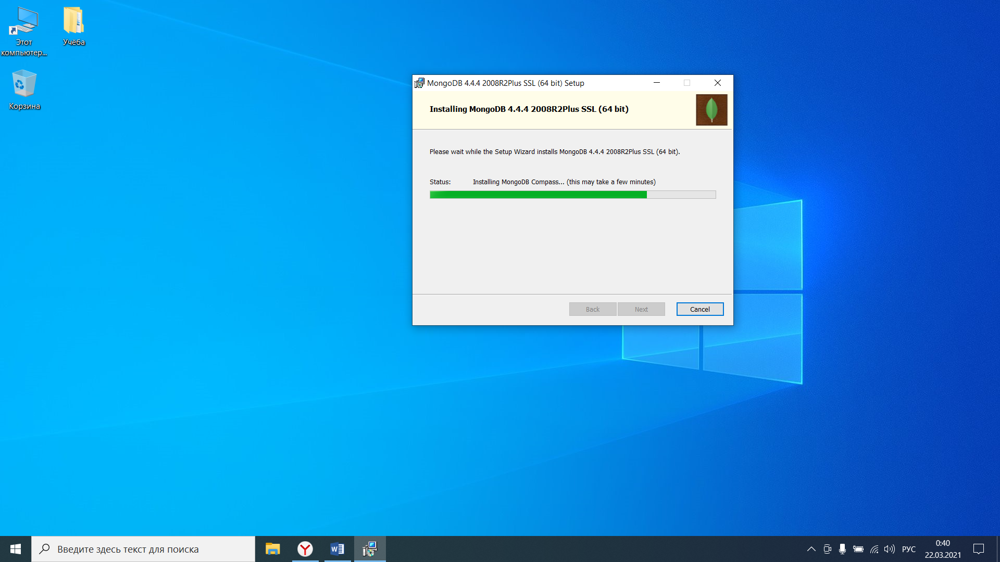 Этот
компьютер...
Учёба
Корзина
MongoDB 4.4.4 2008R2Plus SSL (64 bit) Setup
Installing MongoDB 4.4.4 2008R2Plus SSL (64 bit)
Please wait while the Setup Wizard installs MongoDB 4.4.4 2008R2Plus SSL (64 bit).
Status: Installing MongoDB Compass... (this may take a few minutes)
Back Next Cancel
Введите здесь текст для поиска
РУС
0:40
22.03.2021